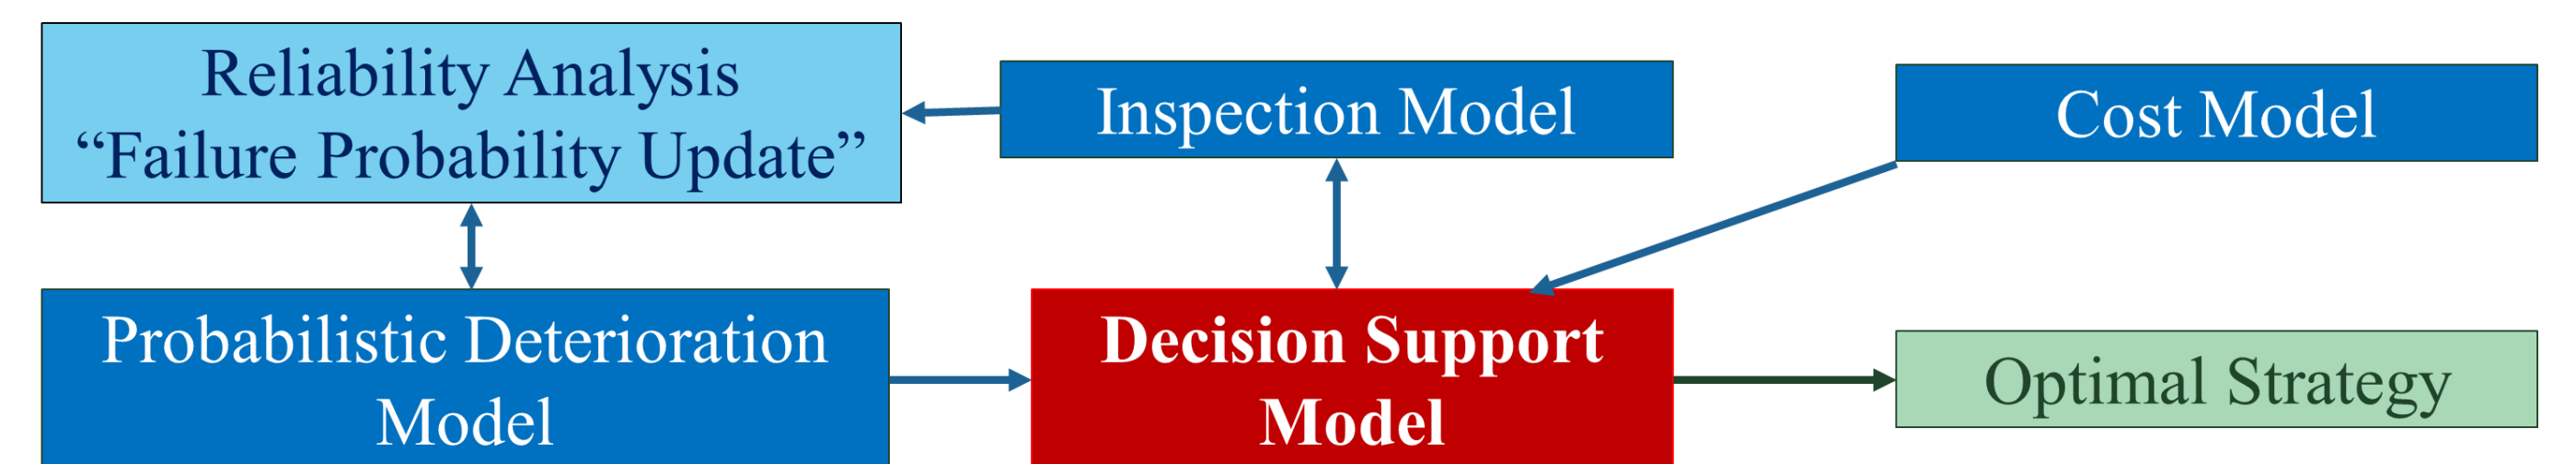 Reliability Analysis
“Failure Probability Update”
Inspection Model
Cost Model
Probabilistic Deterioration
Model
Decision Support
Model
Optimal Strategy